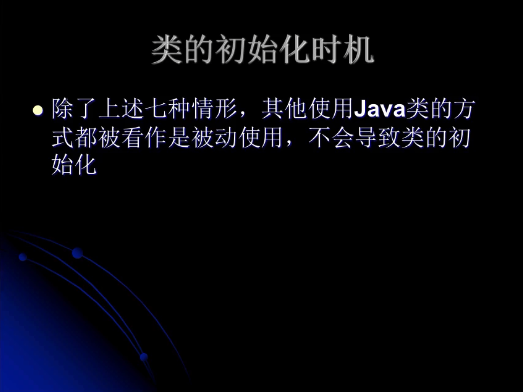 类的初始化时机
除了上述七种情形，其他使用Java类的方
式都被看作是被动使用，不会导致类的初
始化